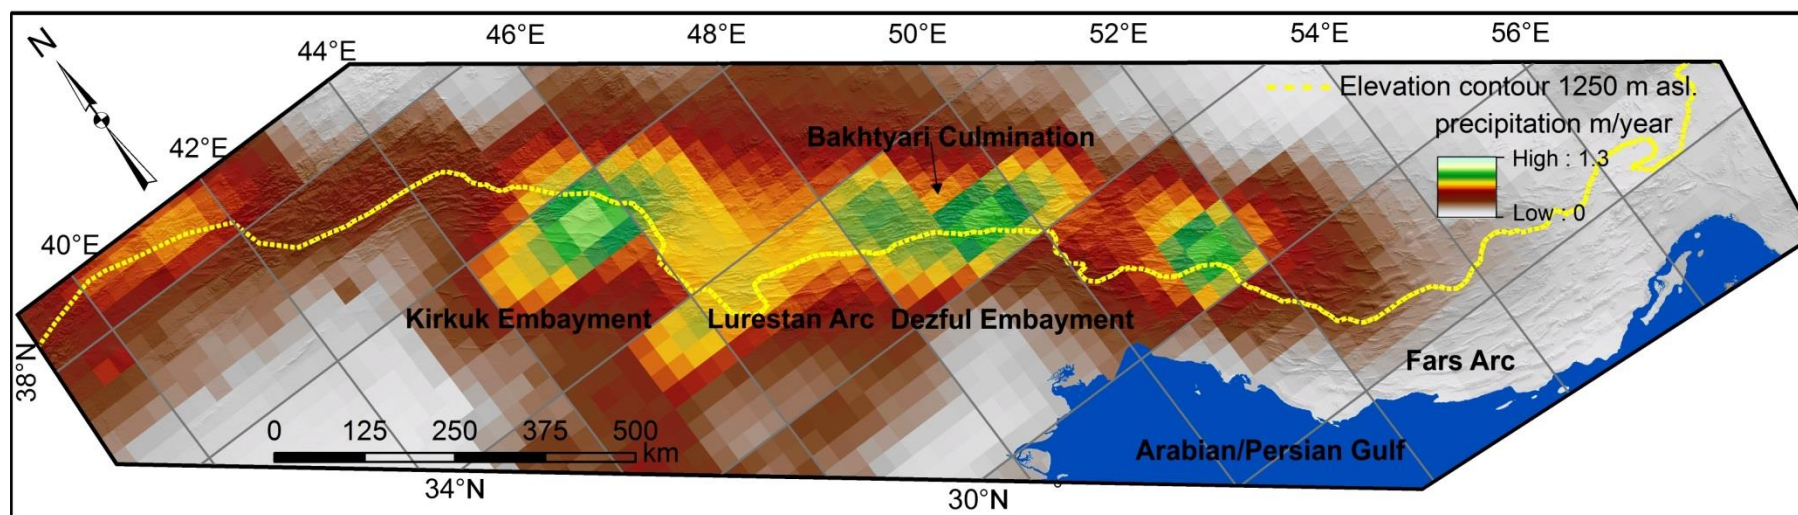 N
44°E
46°E
48°E
50°E
52°E
54°E
56°E
42°E
40°E
38°N
Elevation contour 1250 m asl.
precipitation m/year
High : 1.3
Low : 0
Bakhtyari Culmination
Kirkuk Embayment
Lurestan Arc
Dezful Embayment
Fars Arc
Arabian/Persian Gulf
0 125 250 375 500
km
34°N
30°N